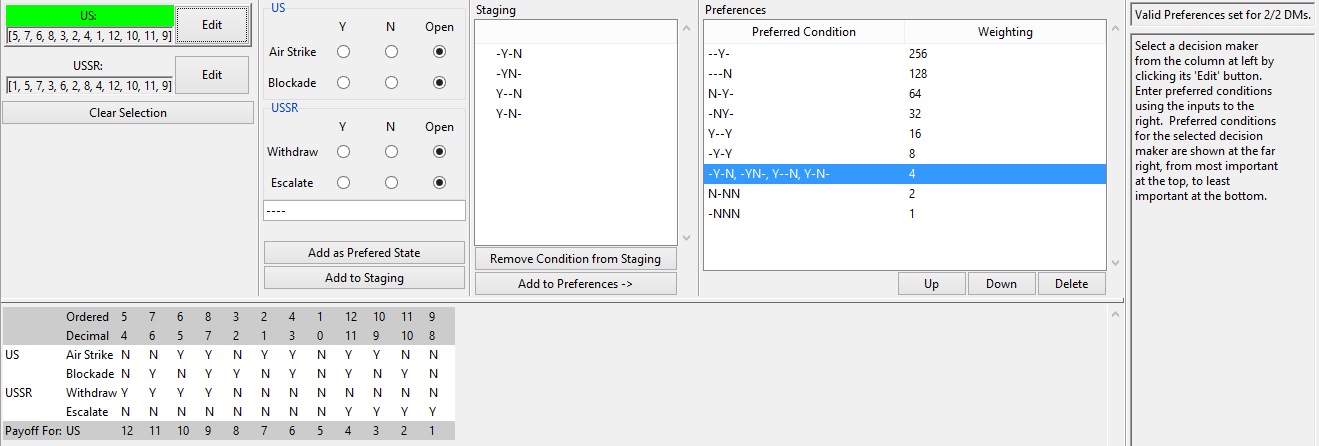 US:
[5, 7, 6, 8, 3, 2, 4, 1, 12, 10, 11, 9]
Edit
USSR:
[1, 5, 7, 3, 6, 2, 8, 4, 12, 10, 11, 9]
Edit
Clear Selection
US
Y N Open
Air Strike
Blockade
USSR
Y N Open
Withdraw
Escalate
----
Add as Prefered State
Add to Staging
Staging
-Y-N
-YN-
Y--N
Y-N-
Remove Condition from Staging
Add to Preferences ->
Preferences
Preferred Condition Weighting
--Y- 256
---N 128
N-Y- 64
-NY- 32
Y--Y 16
-Y-Y 8
-Y-N, -YN-, Y--N, Y-N- 4
N-NN 2
-NNN 1
Up Down Delete
Valid Preferences set for 2/2 DMs.
Select a decision maker
from the column at left by
clicking its 'Edit' button.
Enter preferred conditions
using the inputs to the
right. Preferred conditions
for the selected decision
maker are shown at the far
right, from most important
at the top, to least
important at the bottom.
Ordered 5 7 6 8 3 2 4 1 12 10 11 9
Decimal 4 6 5 7 2 1 3 0 11 9 10 8
US Air Strike N N Y Y N Y Y N Y Y N N
Blockade N Y N Y Y N Y N Y N Y N
USSR Withdraw Y Y Y Y N N N N N N N N
Escalate N N N N N N N N Y Y Y Y
Payoff For: US 12 11 10 9 8 7 6 5 4 3 2 1